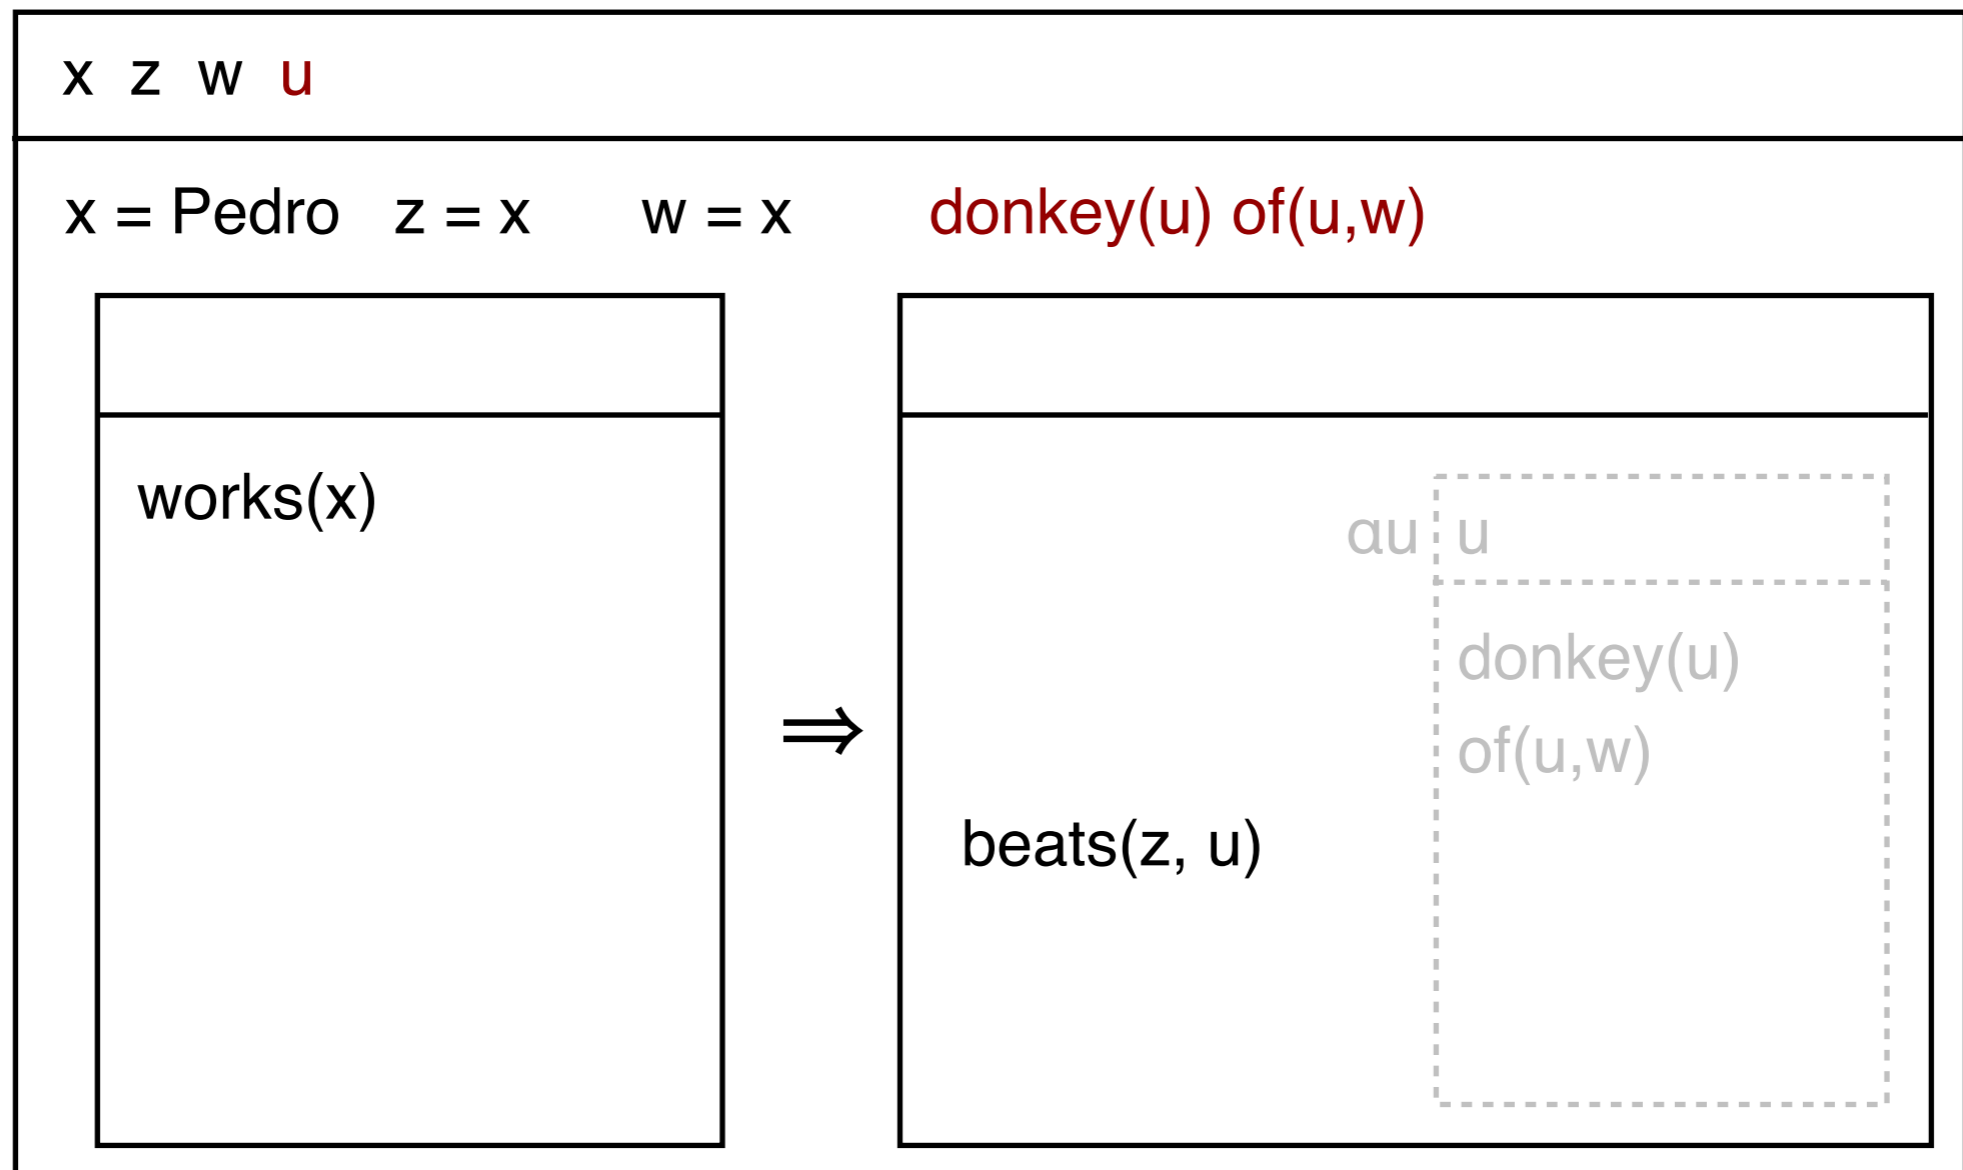 x z w u
x = Pedro z = x w = x donkey(u) of(u,w)
works(x)
⇒
αu u
donkey(u)
of(u,w)
beats(z, u)